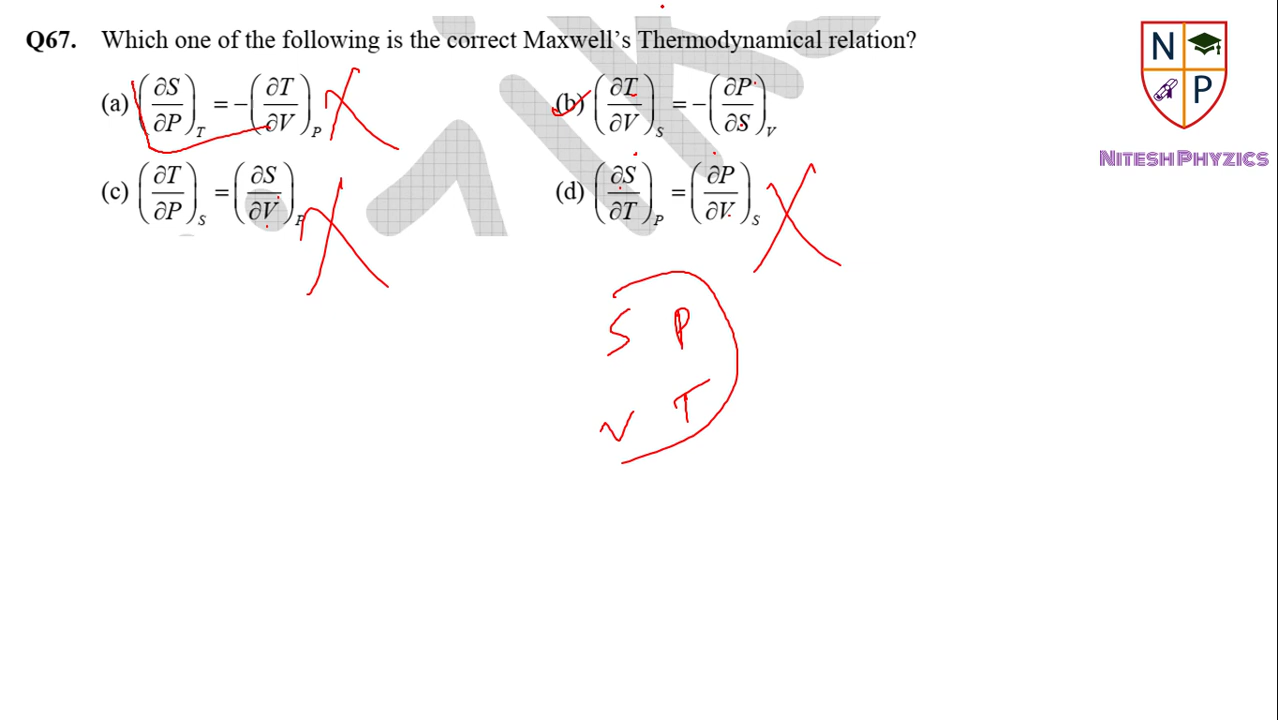 Q67. Which one of the following is the correct Maxwell's Thermodynamical relation?
(a) (∂S/∂P)_T = −(∂T/∂V)_P (b) (∂T/∂V)_S = −(∂P/∂S)_V
(c) (∂T/∂P)_S = (∂S/∂V)_P (d) (∂S/∂T)_P = (∂P/∂V)_S
N P
NITESH PHYZICS
S P
V T